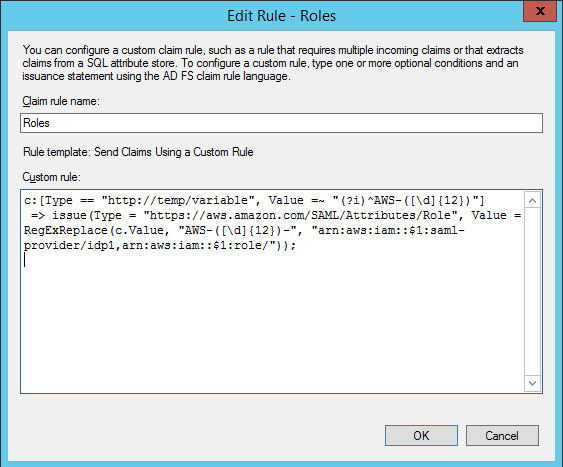 Edit Rule - Roles
x
You can configure a custom claim rule, such as a rule that requires multiple incoming claims or that extracts
claims from a SQL attribute store. To configure a custom rule, type one or more optional conditions and an
issuance statement using the AD FS claim rule language.
Claim rule name:
Roles
Rule template: Send Claims Using a Custom Rule
Custom rule:
c:[Type == "http://temp/variable", Value =~ "(?i)^AWS-([\d]{12})"]
 => issue(Type = "https://aws.amazon.com/SAML/Attributes/Role", Value =
RegExReplace(c.Value, "AWS-([\d]{12})-", "arn:aws:iam::$1:saml-
provider/idp1,arn:aws:iam::$1:role/"));
OK
Cancel